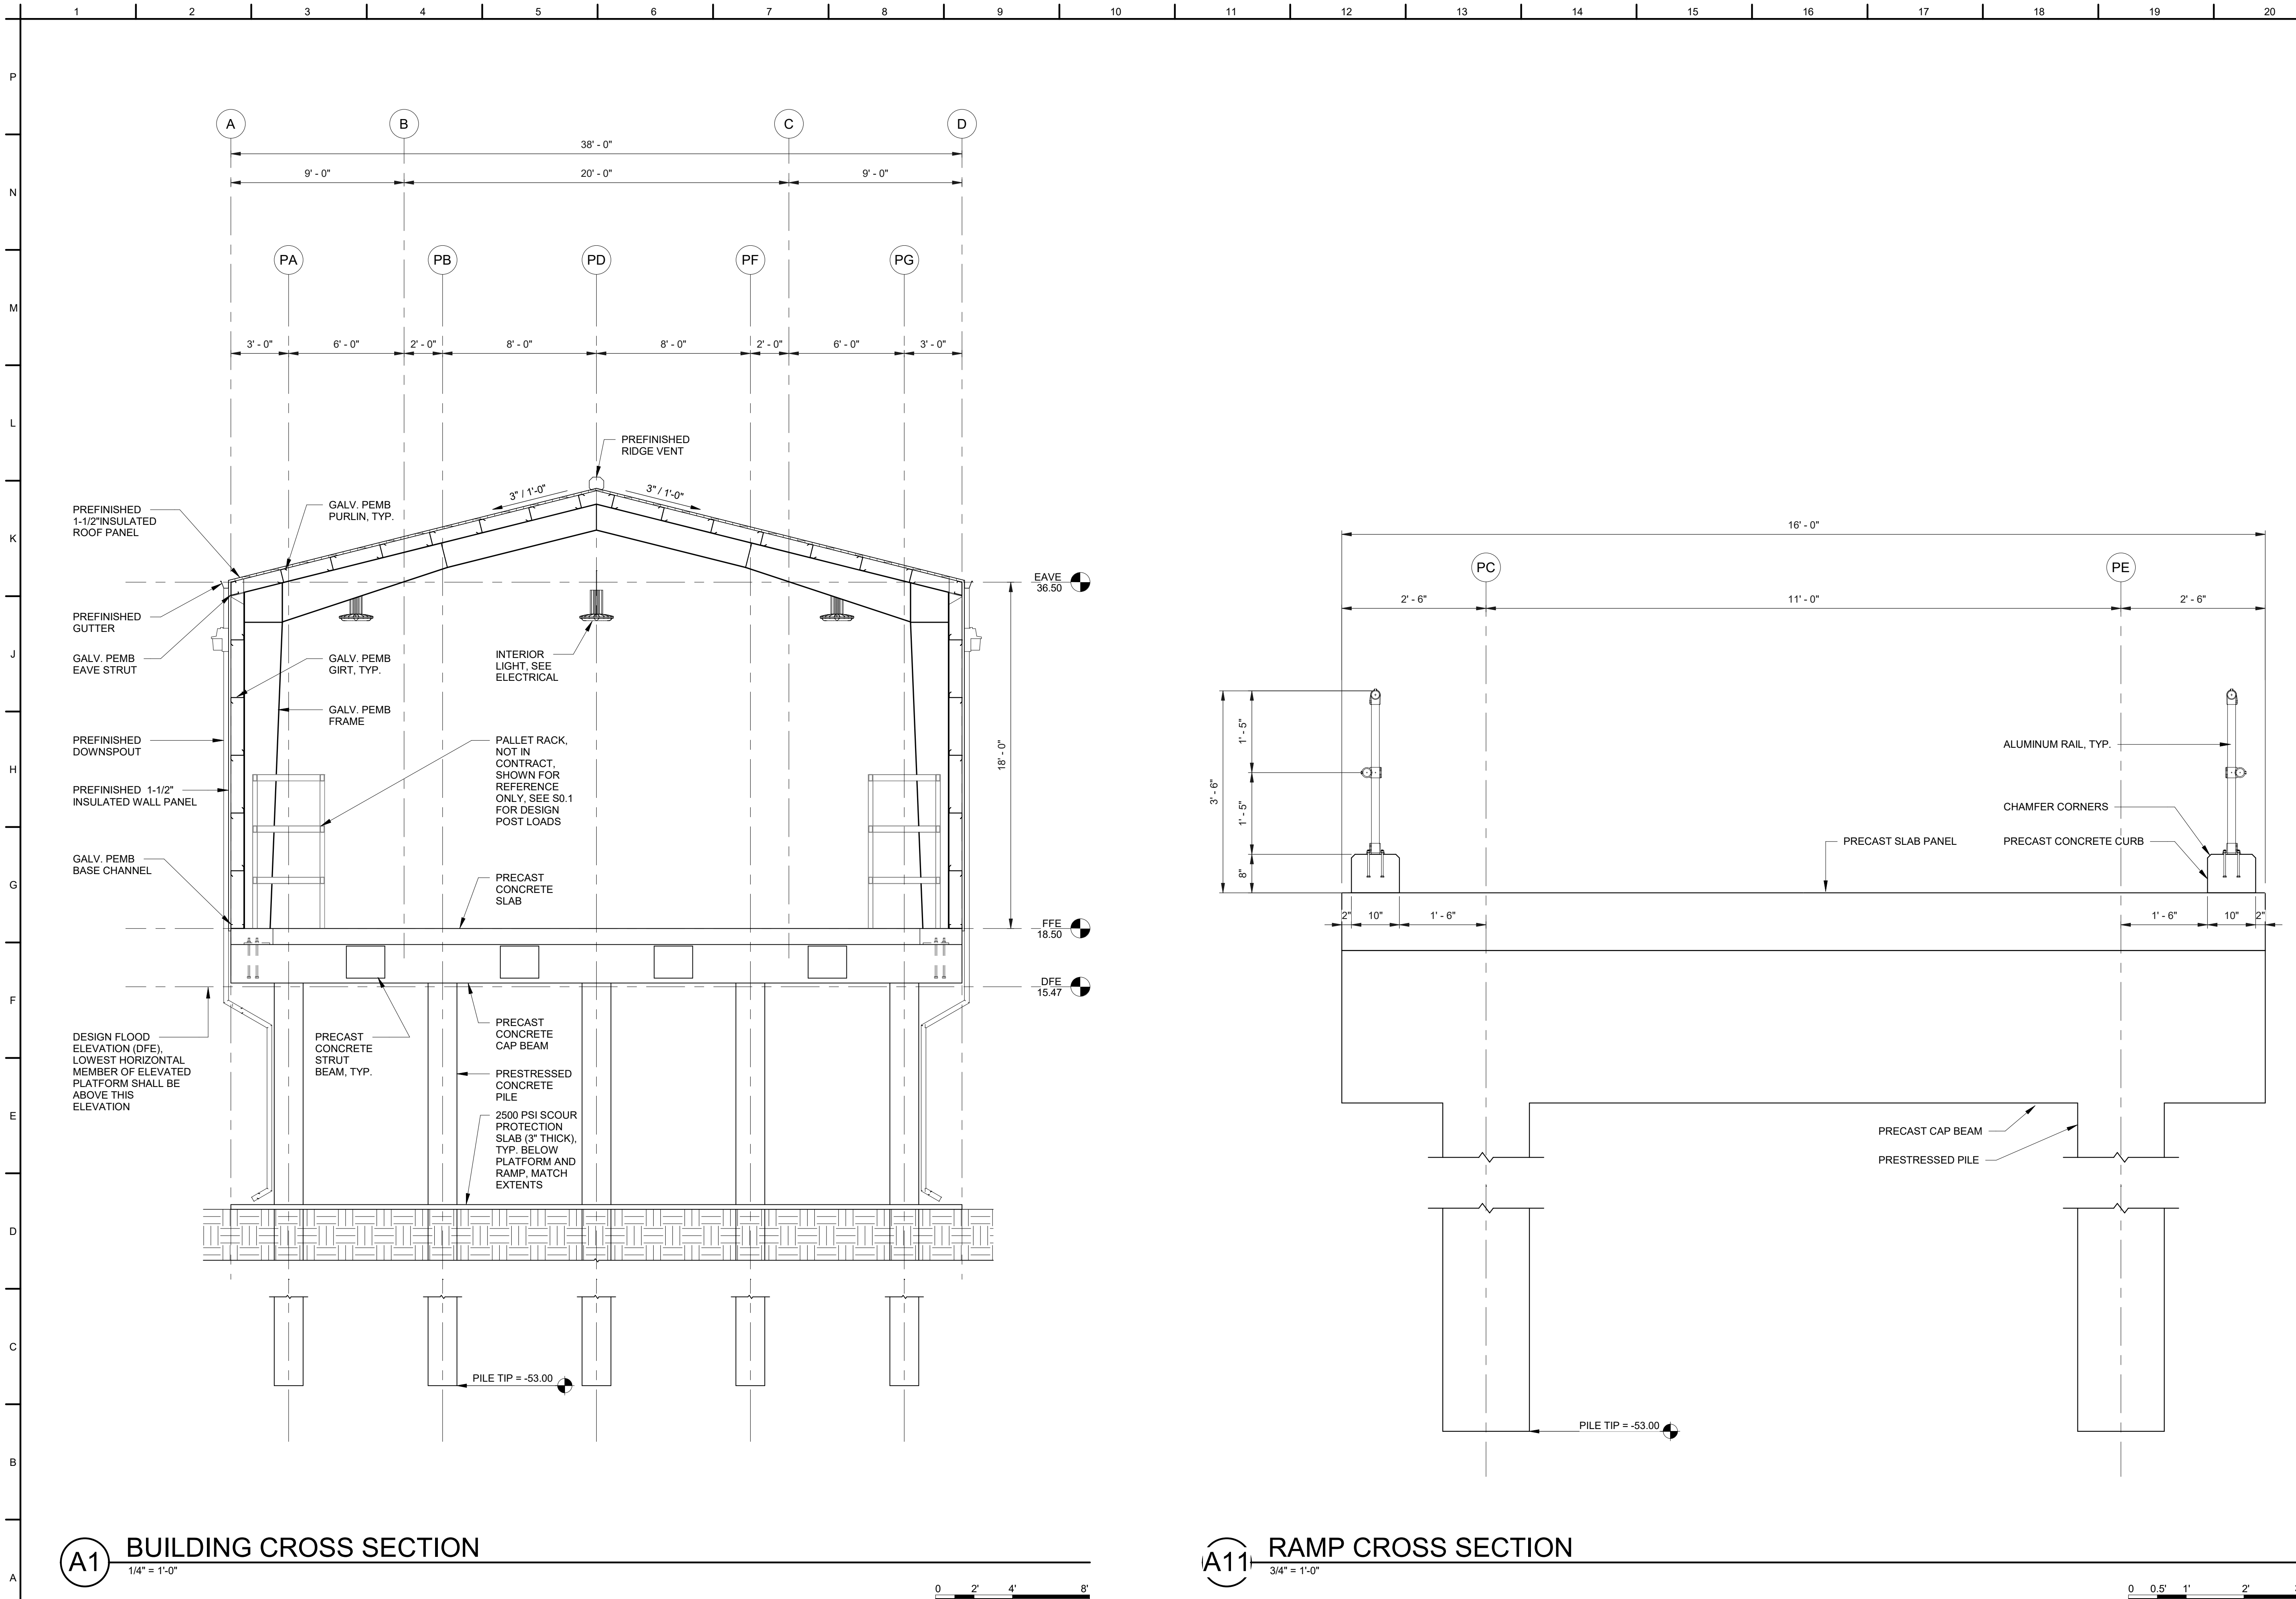 1 2 3 4 5 6 7 8 9 10 11 12 13 14 15 16 17 18 19 20
P
N
M
L
K
J
H
G
F
E
D
C
B
A
A B C D
38' - 0"
9' - 0" 20' - 0" 9' - 0"
PA PB PD PF PG
3' - 0" 6' - 0" 2' - 0" 8' - 0" 8' - 0" 2' - 0" 6' - 0" 3' - 0"
PREFINISHED
RIDGE VENT
3" / 1'-0" 3" / 1'-0"
PREFINISHED
1-1/2"INSULATED
ROOF PANEL
GALV. PEMB
PURLIN, TYP.
EAVE
36.50
PREFINISHED
GUTTER
GALV. PEMB
EAVE STRUT
GALV. PEMB
GIRT, TYP.
INTERIOR
LIGHT, SEE
ELECTRICAL
GALV. PEMB
FRAME
PREFINISHED
DOWNSPOUT
PALLET RACK,
NOT IN
CONTRACT,
SHOWN FOR
REFERENCE
ONLY, SEE S0.1
FOR DESIGN
POST LOADS
18' - 0"
PREFINISHED 1-1/2"
INSULATED WALL PANEL
GALV. PEMB
BASE CHANNEL
PRECAST
CONCRETE
SLAB
FFE
18.50
DFE
15.47
DESIGN FLOOD
ELEVATION (DFE),
LOWEST HORIZONTAL
MEMBER OF ELEVATED
PLATFORM SHALL BE
ABOVE THIS
ELEVATION
PRECAST
CONCRETE
STRUT
BEAM, TYP.
PRECAST
CONCRETE
CAP BEAM
PRESTRESSED
CONCRETE
PILE
2500 PSI SCOUR
PROTECTION
SLAB (3" THICK),
TYP. BELOW
PLATFORM AND
RAMP, MATCH
EXTENTS
PILE TIP = -53.00
A1 BUILDING CROSS SECTION
1/4" = 1'-0"
0 2' 4' 8'
16' - 0"
PC PE
2' - 6" 11' - 0" 2' - 6"
3' - 6"
1' - 5"
1' - 5"
8"
ALUMINUM RAIL, TYP.
CHAMFER CORNERS
PRECAST SLAB PANEL
PRECAST CONCRETE CURB
2" 10" 1' - 6" 1' - 6" 10" 2"
PRECAST CAP BEAM
PRESTRESSED PILE
PILE TIP = -53.00
A11 RAMP CROSS SECTION
3/4" = 1'-0"
0 0.5' 1' 2'